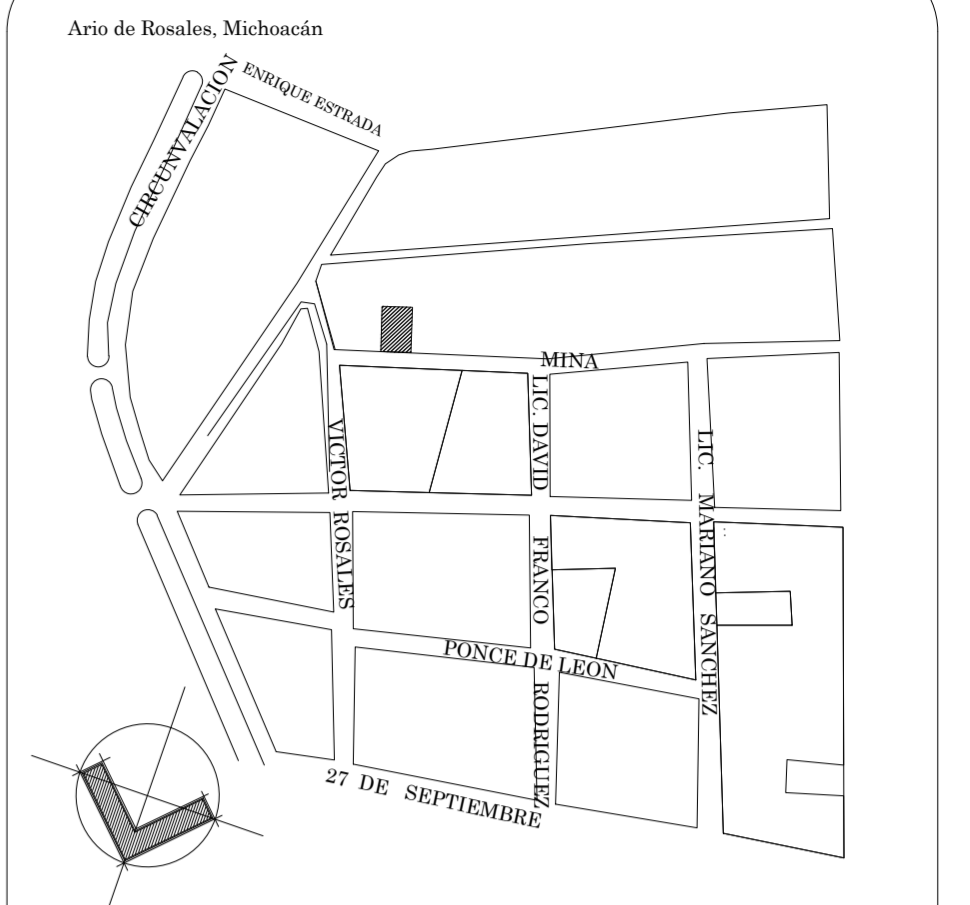 Ario de Rosales, Michoacán
CIRCUNVALACION
ENRIQUE ESTRADA
MINA
LIC. DAVID FRANCO RODRIGUEZ
VICTOR ROSALES
LIC. MARIANO SANCHEZ
PONCE DE LEON
27 DE SEPTIEMBRE